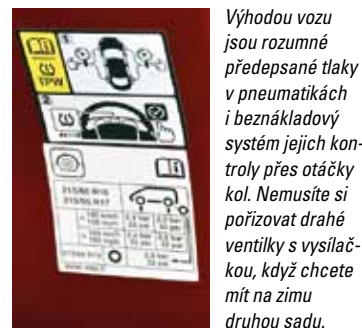 TPW
215/60 R16
215/55 R17
Výhodou vozu
jsou rozumné
předepsané tlaky
v pneumatikách
i beznákladový
systém jejich kon-
troly přes otáčky
kol. Nemusíte si
pořizovat drahé
ventilky s vysílač-
kou, když chcete
mít na zimu
druhou sadu.